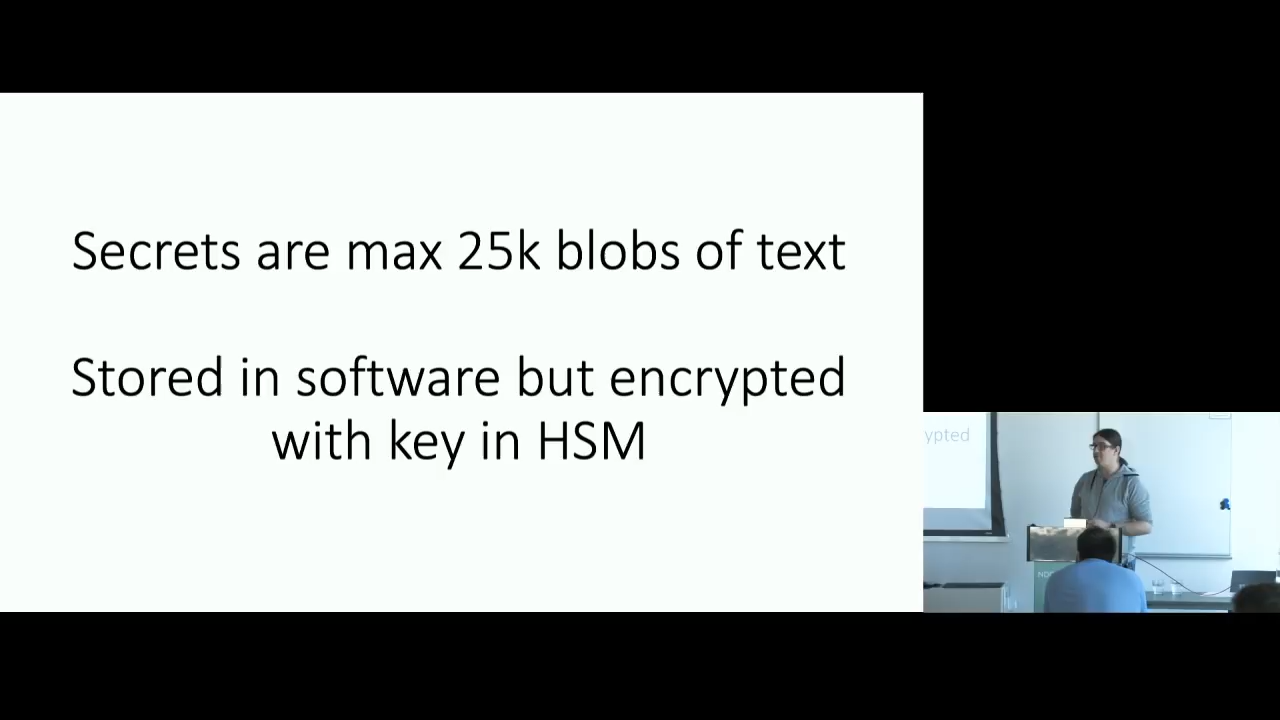 Secrets are max 25k blobs of text
Stored in software but encrypted
with key in HSM
ypted